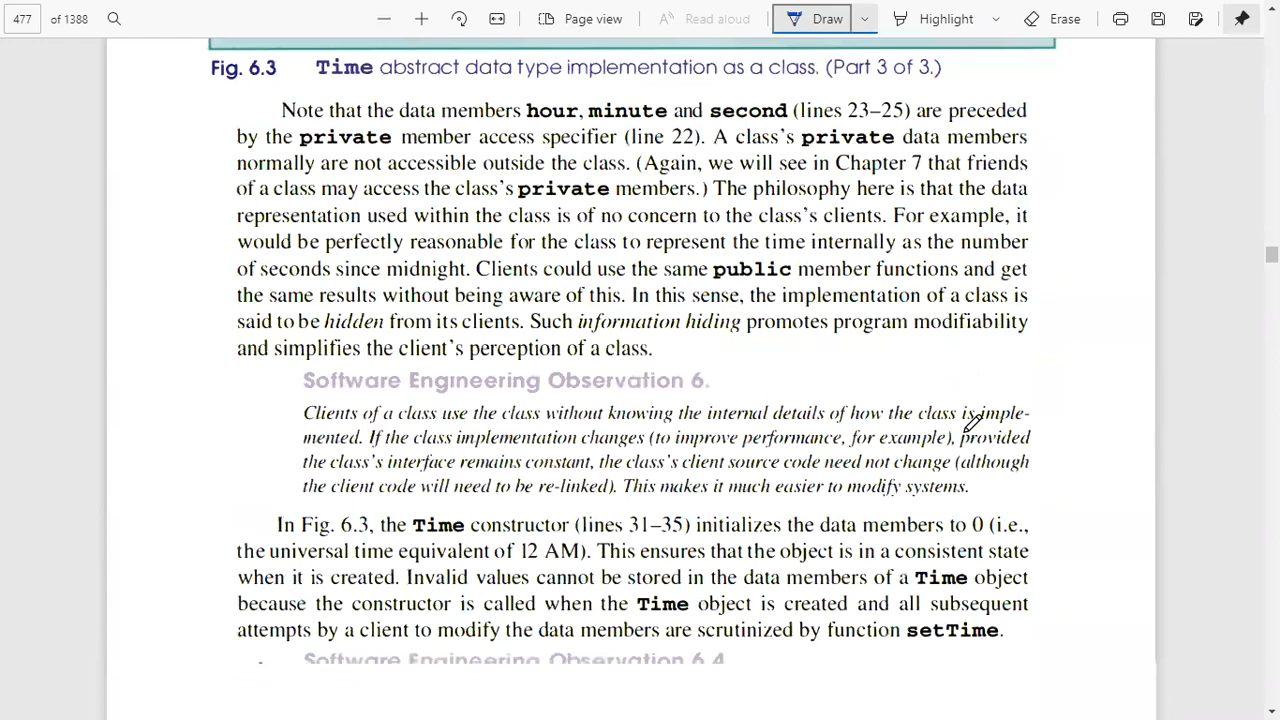 477 of 1388 Page view Read aloud Draw Highlight Erase
Fig. 6.3 Time abstract data type implementation as a class. (Part 3 of 3.)
Note that the data members hour, minute and second (lines 23–25) are preceded
by the private member access specifier (line 22). A class's private data members
normally are not accessible outside the class. (Again, we will see in Chapter 7 that friends
of a class may access the class's private members.) The philosophy here is that the data
representation used within the class is of no concern to the class's clients. For example, it
would be perfectly reasonable for the class to represent the time internally as the number
of seconds since midnight. Clients could use the same public member functions and get
the same results without being aware of this. In this sense, the implementation of a class is
said to be hidden from its clients. Such information hiding promotes program modifiability
and simplifies the client's perception of a class.
Software Engineering Observation 6.
Clients of a class use the class without knowing the internal details of how the class is imple-
mented. If the class implementation changes (to improve performance, for example), provided
the class's interface remains constant, the class's client source code need not change (although
the client code will need to be re-linked). This makes it much easier to modify systems.
In Fig. 6.3, the Time constructor (lines 31–35) initializes the data members to 0 (i.e.,
the universal time equivalent of 12 AM). This ensures that the object is in a consistent state
when it is created. Invalid values cannot be stored in the data members of a Time object
because the constructor is called when the Time object is created and all subsequent
attempts by a client to modify the data members are scrutinized by function setTime.
Software Engineering Observation 6.4